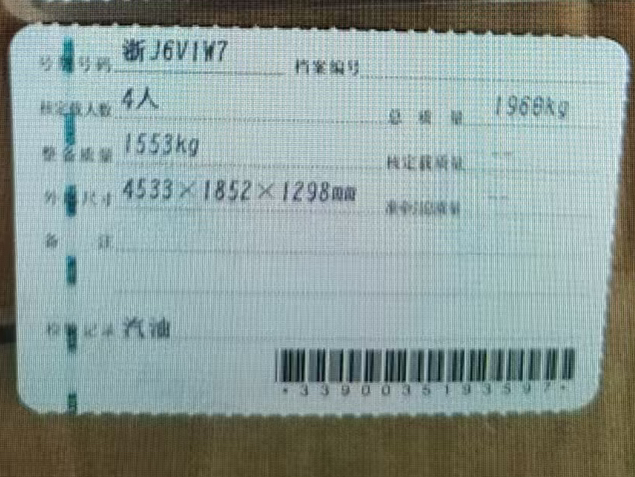 号牌号码 浙J6V1W7 档案编号
核定载人数 4人 总质量 1960kg
整备质量 1553kg 核定载质量 --
外廓尺寸 4533×1852×1298mm 准牵引总质量 --
备注
检验记录 汽油
*3390035193597*